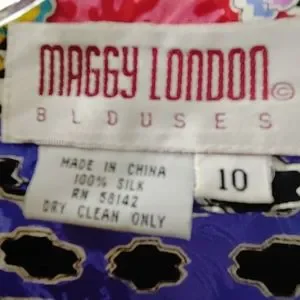 MAGGY LONDON©
BLOUSES
MADE IN CHINA
100% SILK
RN 58142
DRY CLEAN ONLY
10